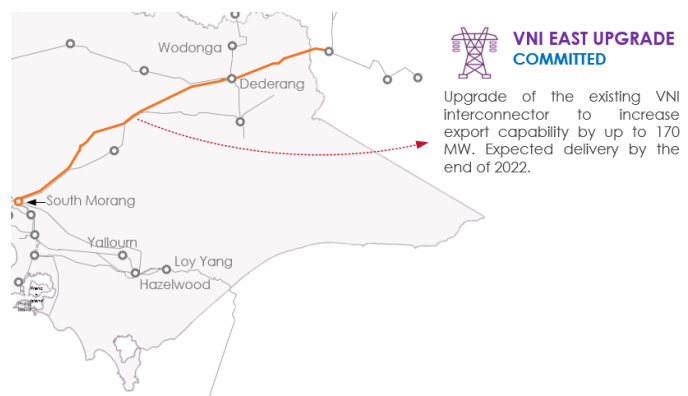 VNI EAST UPGRADE
COMMITTED
Upgrade of the existing VNI
interconnector to increase
export capability by up to 170
MW. Expected delivery by the
end of 2022.
Wodonga
Dederang
South Morang
Yallourn
Loy Yang
Hazelwood